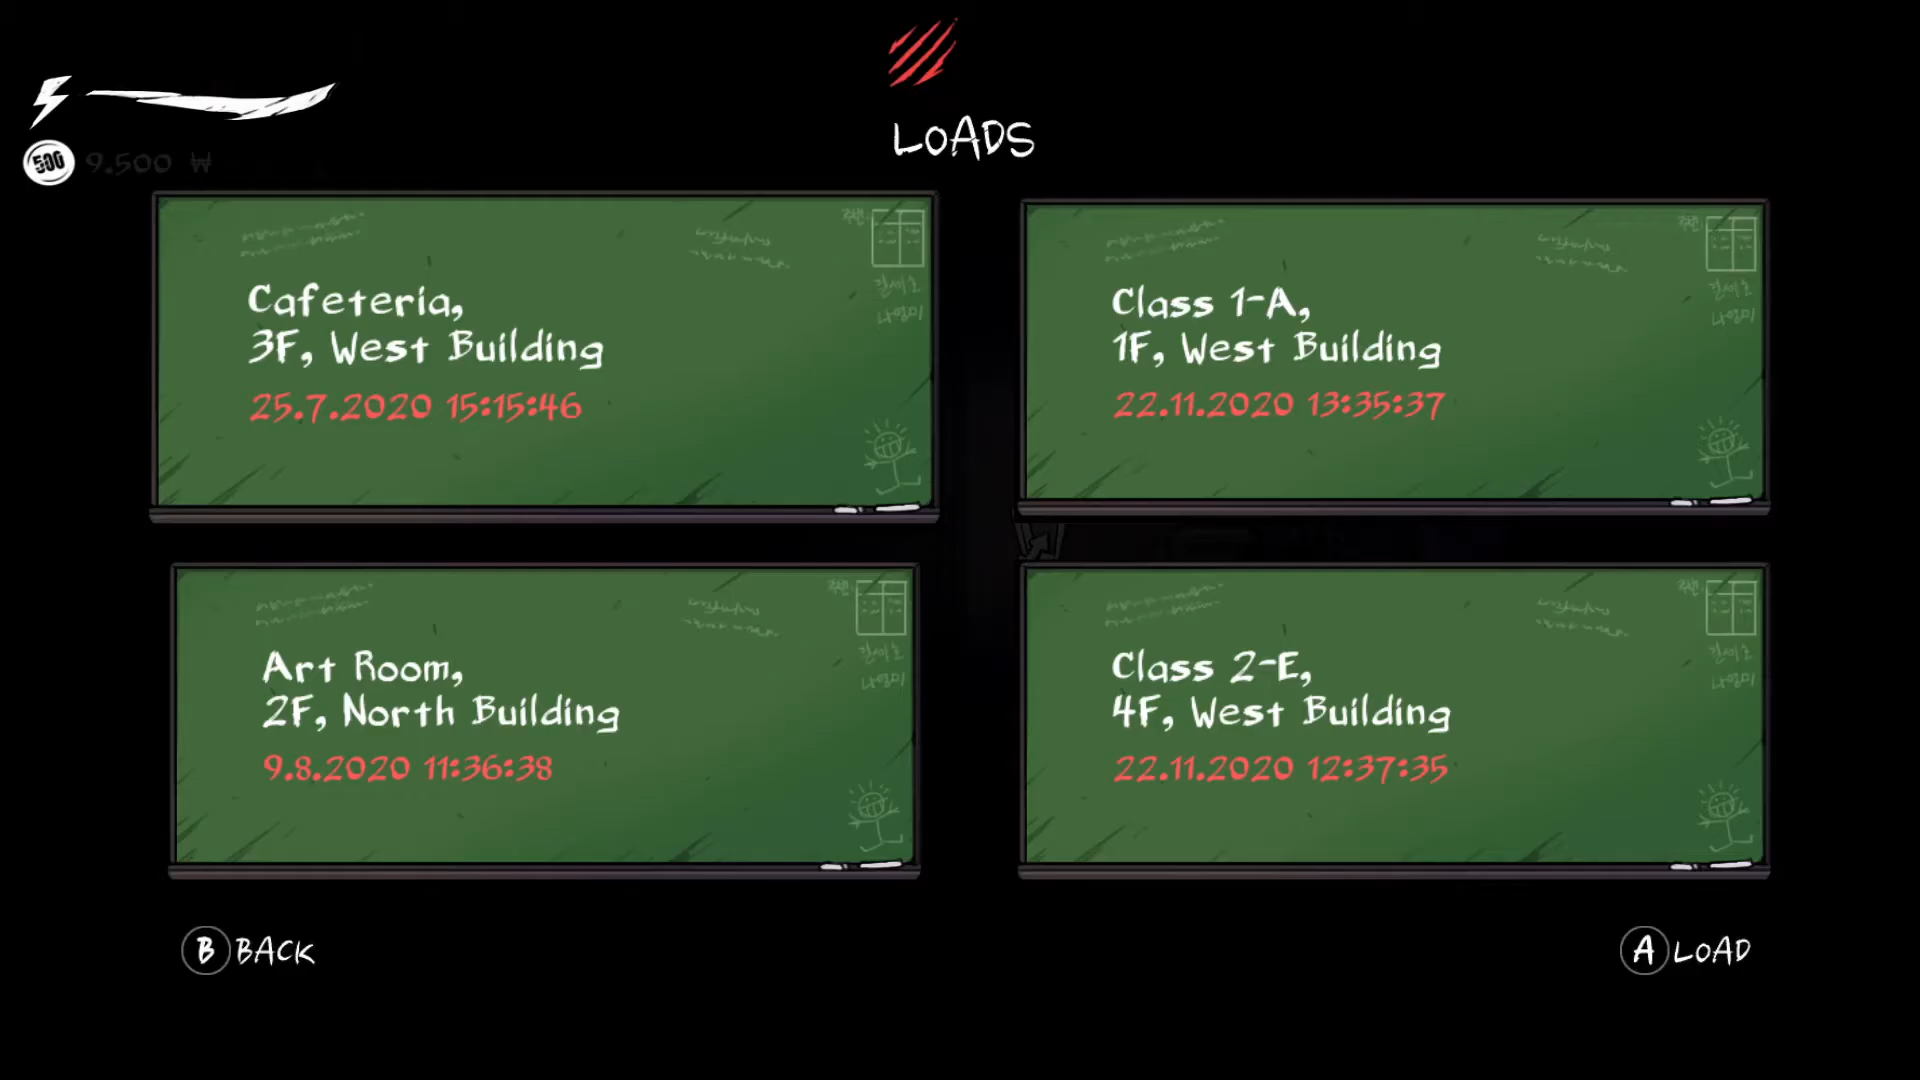 LOADS
500 9.500 ₩
Cafeteria,
3F, West Building
25.7.2020 15:15:46
Class 1-A,
1F, West Building
22.11.2020 13:35:37
Art Room,
2F, North Building
9.8.2020 11:36:38
Class 2-E,
4F, West Building
22.11.2020 12:37:35
B BACK
A LOAD